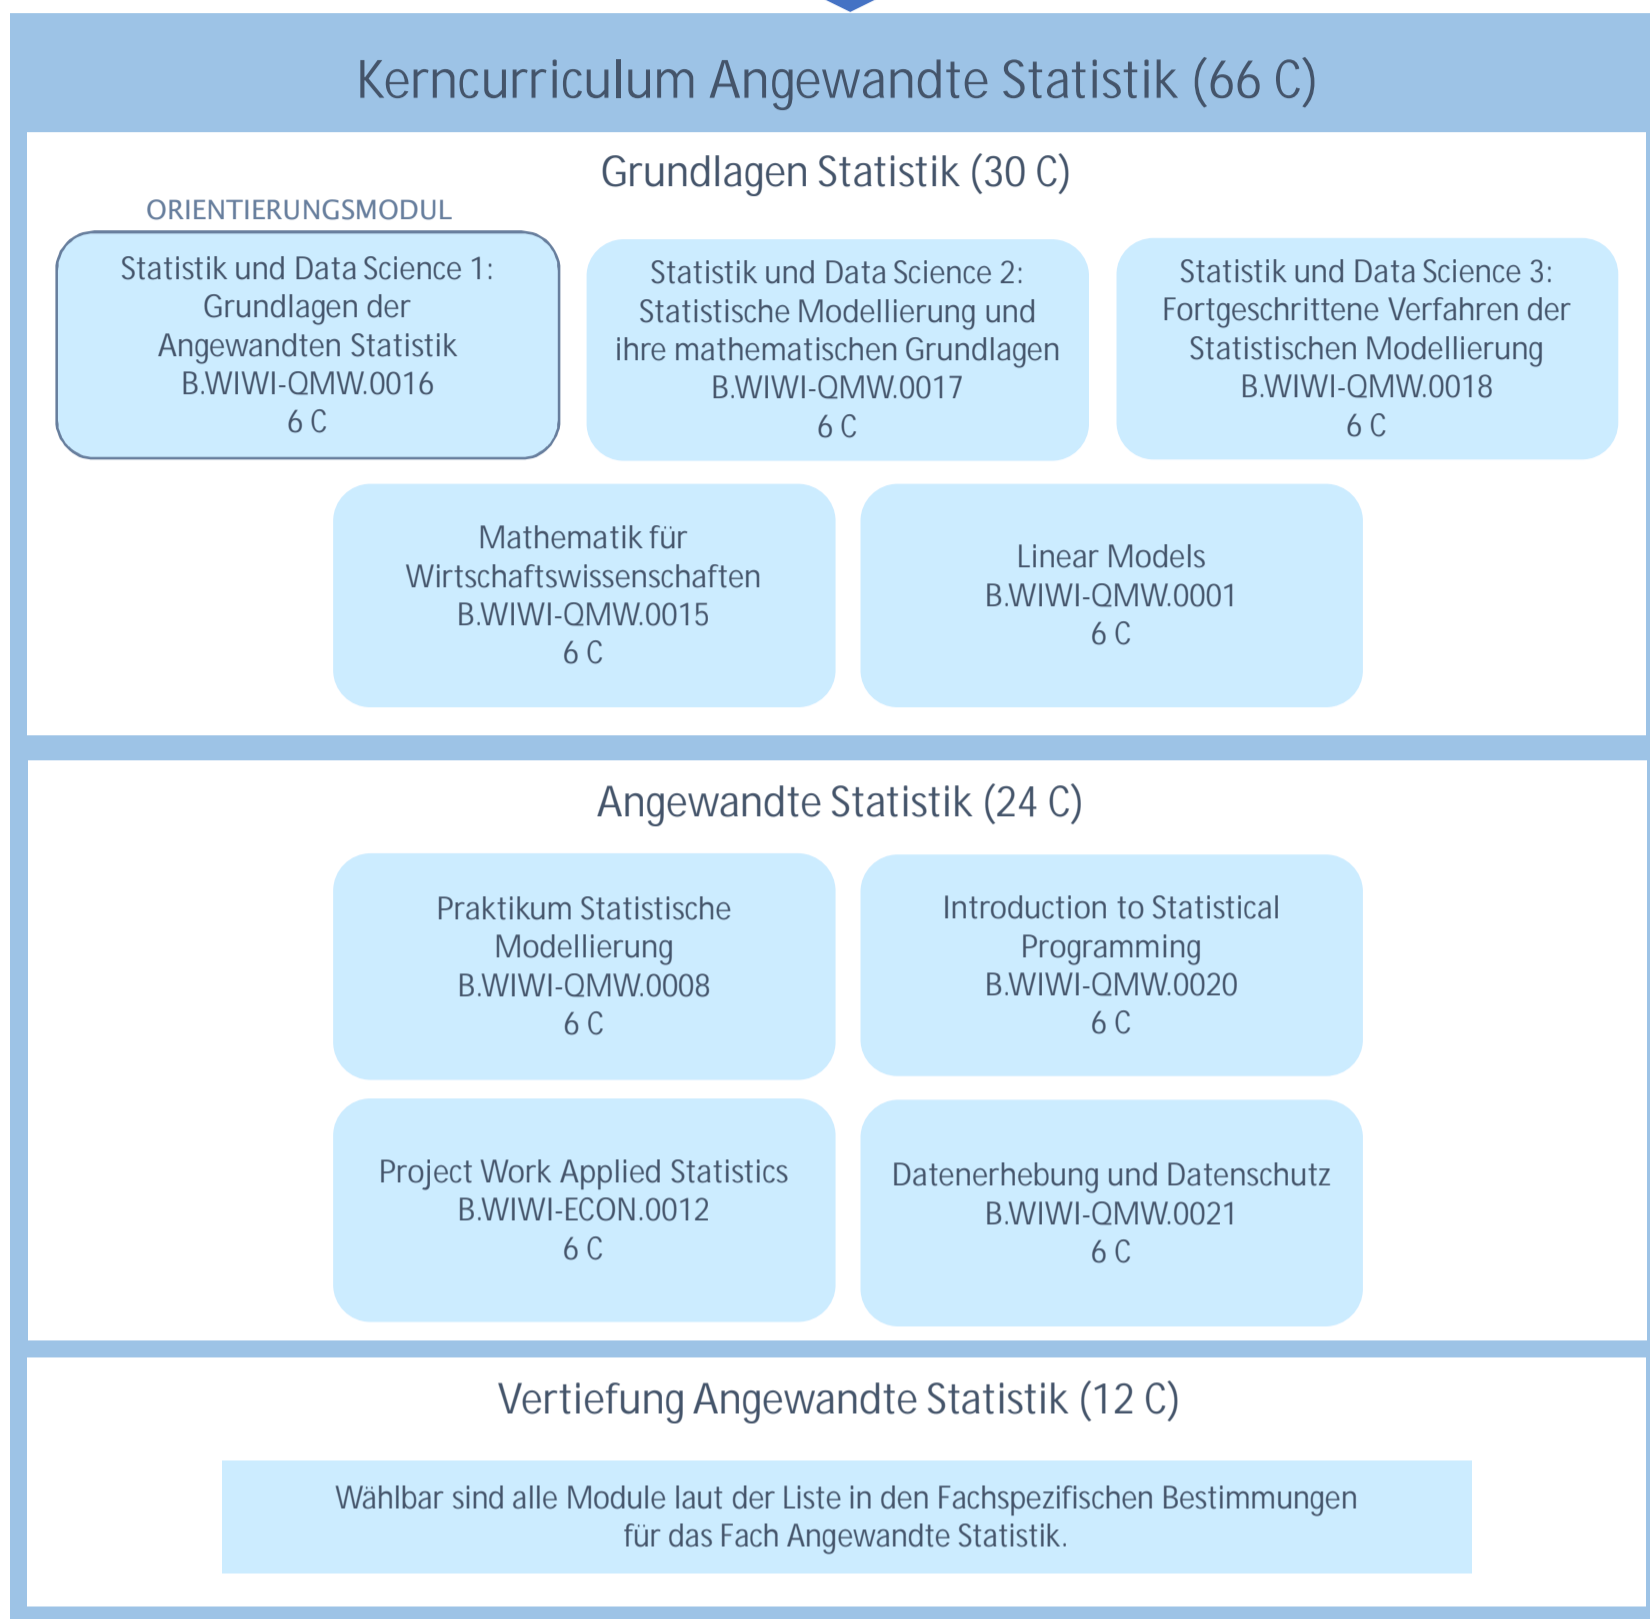 Kerncurriculum Angewandte Statistik (66 C)
Grundlagen Statistik (30 C)
ORIENTIERUNGSMODUL
Statistik und Data Science 1:
Grundlagen der
Angewandten Statistik
B.WIWI-QMW.0016
6 C
Statistik und Data Science 2:
Statistische Modellierung und
ihre mathematischen Grundlagen
B.WIWI-QMW.0017
6 C
Statistik und Data Science 3:
Fortgeschrittene Verfahren der
Statistischen Modellierung
B.WIWI-QMW.0018
6 C
Mathematik für
Wirtschaftswissenschaften
B.WIWI-QMW.0015
6 C
Linear Models
B.WIWI-QMW.0001
6 C
Angewandte Statistik (24 C)
Praktikum Statistische
Modellierung
B.WIWI-QMW.0008
6 C
Introduction to Statistical
Programming
B.WIWI-QMW.0020
6 C
Project Work Applied Statistics
B.WIWI-ECON.0012
6 C
Datenerhebung und Datenschutz
B.WIWI-QMW.0021
6 C
Vertiefung Angewandte Statistik (12 C)
Wählbar sind alle Module laut der Liste in den Fachspezifischen Bestimmungen
für das Fach Angewandte Statistik.